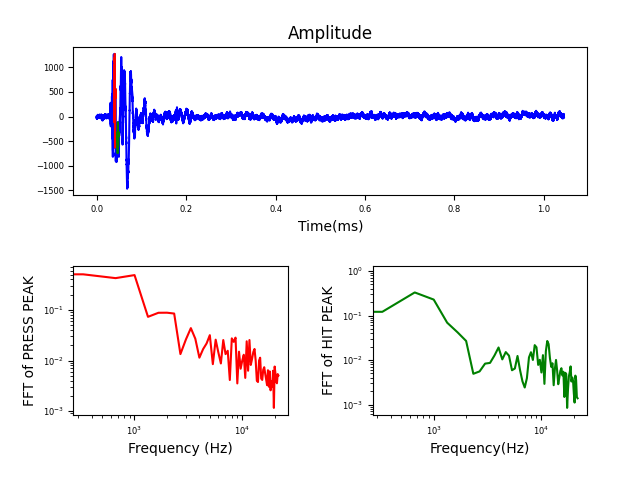 Amplitude
1000
500
0
−500
−1000
−1500
0.0 0.2 0.4 0.6 0.8 1.0
Time(ms)
FFT of PRESS PEAK
10⁻¹
10⁻²
10⁻³
10³ 10⁴
Frequency (Hz)
FFT of HIT PEAK
10⁰
10⁻¹
10⁻²
10⁻³
10³ 10⁴
Frequency(Hz)